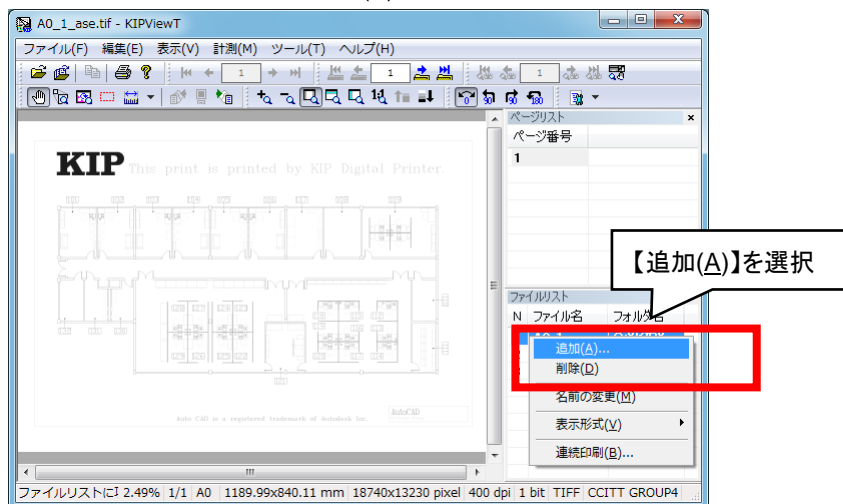 A0_1_ase.tif - KIPViewT
ファイル(F) 編集(E) 表示(V) 計測(M) ツール(T) ヘルプ(H)
1 1 1
ページリスト
ページ番号
1
KIP This print is printed by KIP Digital Printer.
【追加(A)】を選択
ファイルリスト
N ファイル名 フォルダ名
追加(A)...
削除(D)
名前の変更(M)
表示形式(V)
連続印刷(B)...
Auto CAD is a registered trademark of Autodesk Inc. AutoCAD
ファイルリストに 2.49% 1/1 A0 1189.99x840.11 mm 18740x13230 pixel 400 dpi 1 bit TIFF CCITT GROUP4